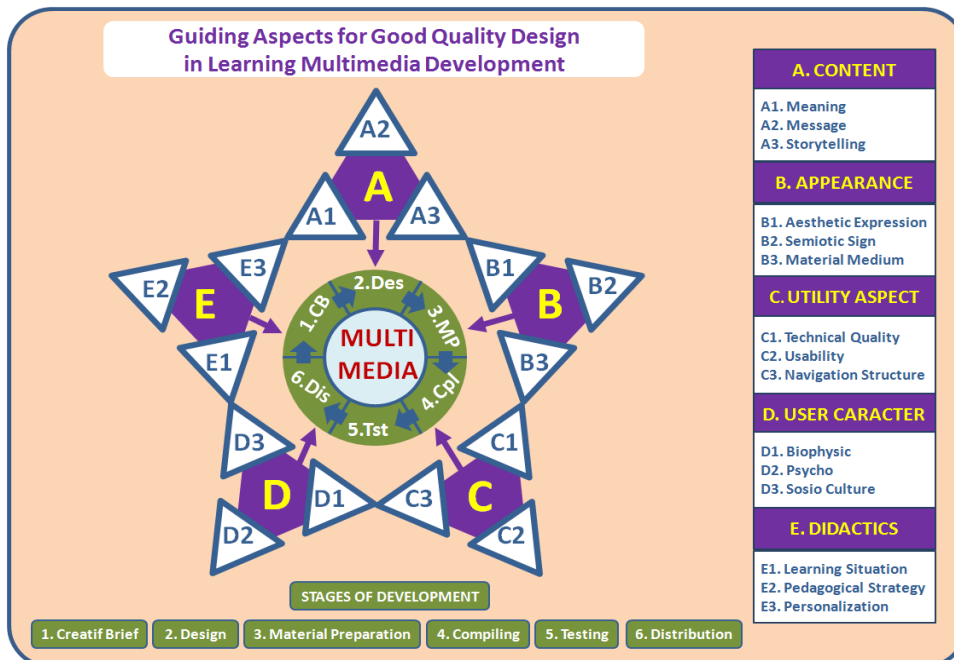 Guiding Aspects for Good Quality Design
in Learning Multimedia Development
A2
A
A1
A3
E3
E2
E
E1
B1
B2
B
B3
2.Des
1.CB
3.MP
MULTI
MEDIA
6.Dis
4.Cpl
5.Tst
D3
D
D1
D2
C1
C3
C
C2
A. CONTENT
A1. Meaning
A2. Message
A3. Storytelling
B. APPEARANCE
B1. Aesthetic Expression
B2. Semiotic Sign
B3. Material Medium
C. UTILITY ASPECT
C1. Technical Quality
C2. Usability
C3. Navigation Structure
D. USER CARACTER
D1. Biophysic
D2. Psycho
D3. Sosio Culture
E. DIDACTICS
E1. Learning Situation
E2. Pedagogical Strategy
E3. Personalization
STAGES OF DEVELOPMENT
1. Creatif Brief
2. Design
3. Material Preparation
4. Compiling
5. Testing
6. Distribution